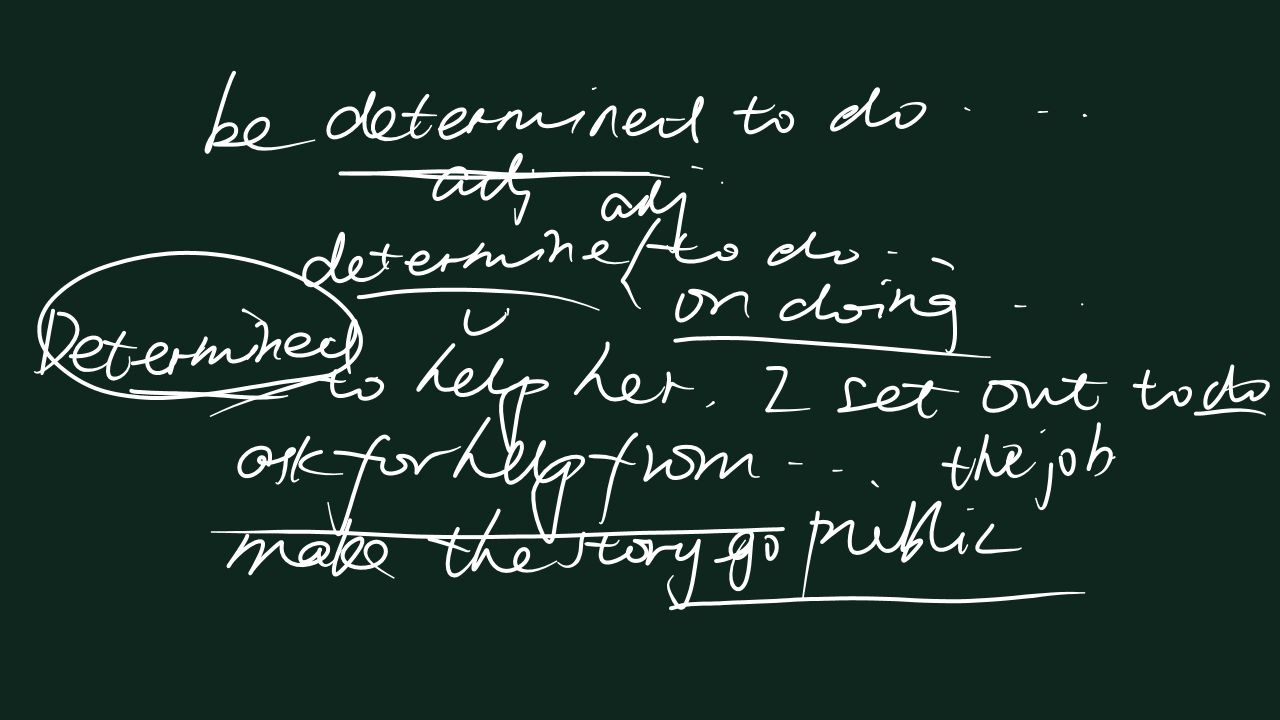 be determined to do ....
adj adj
determine to do ...
v on doing ...
Determined to help her, I set out to do
ask for help from .... the job
make the story go public